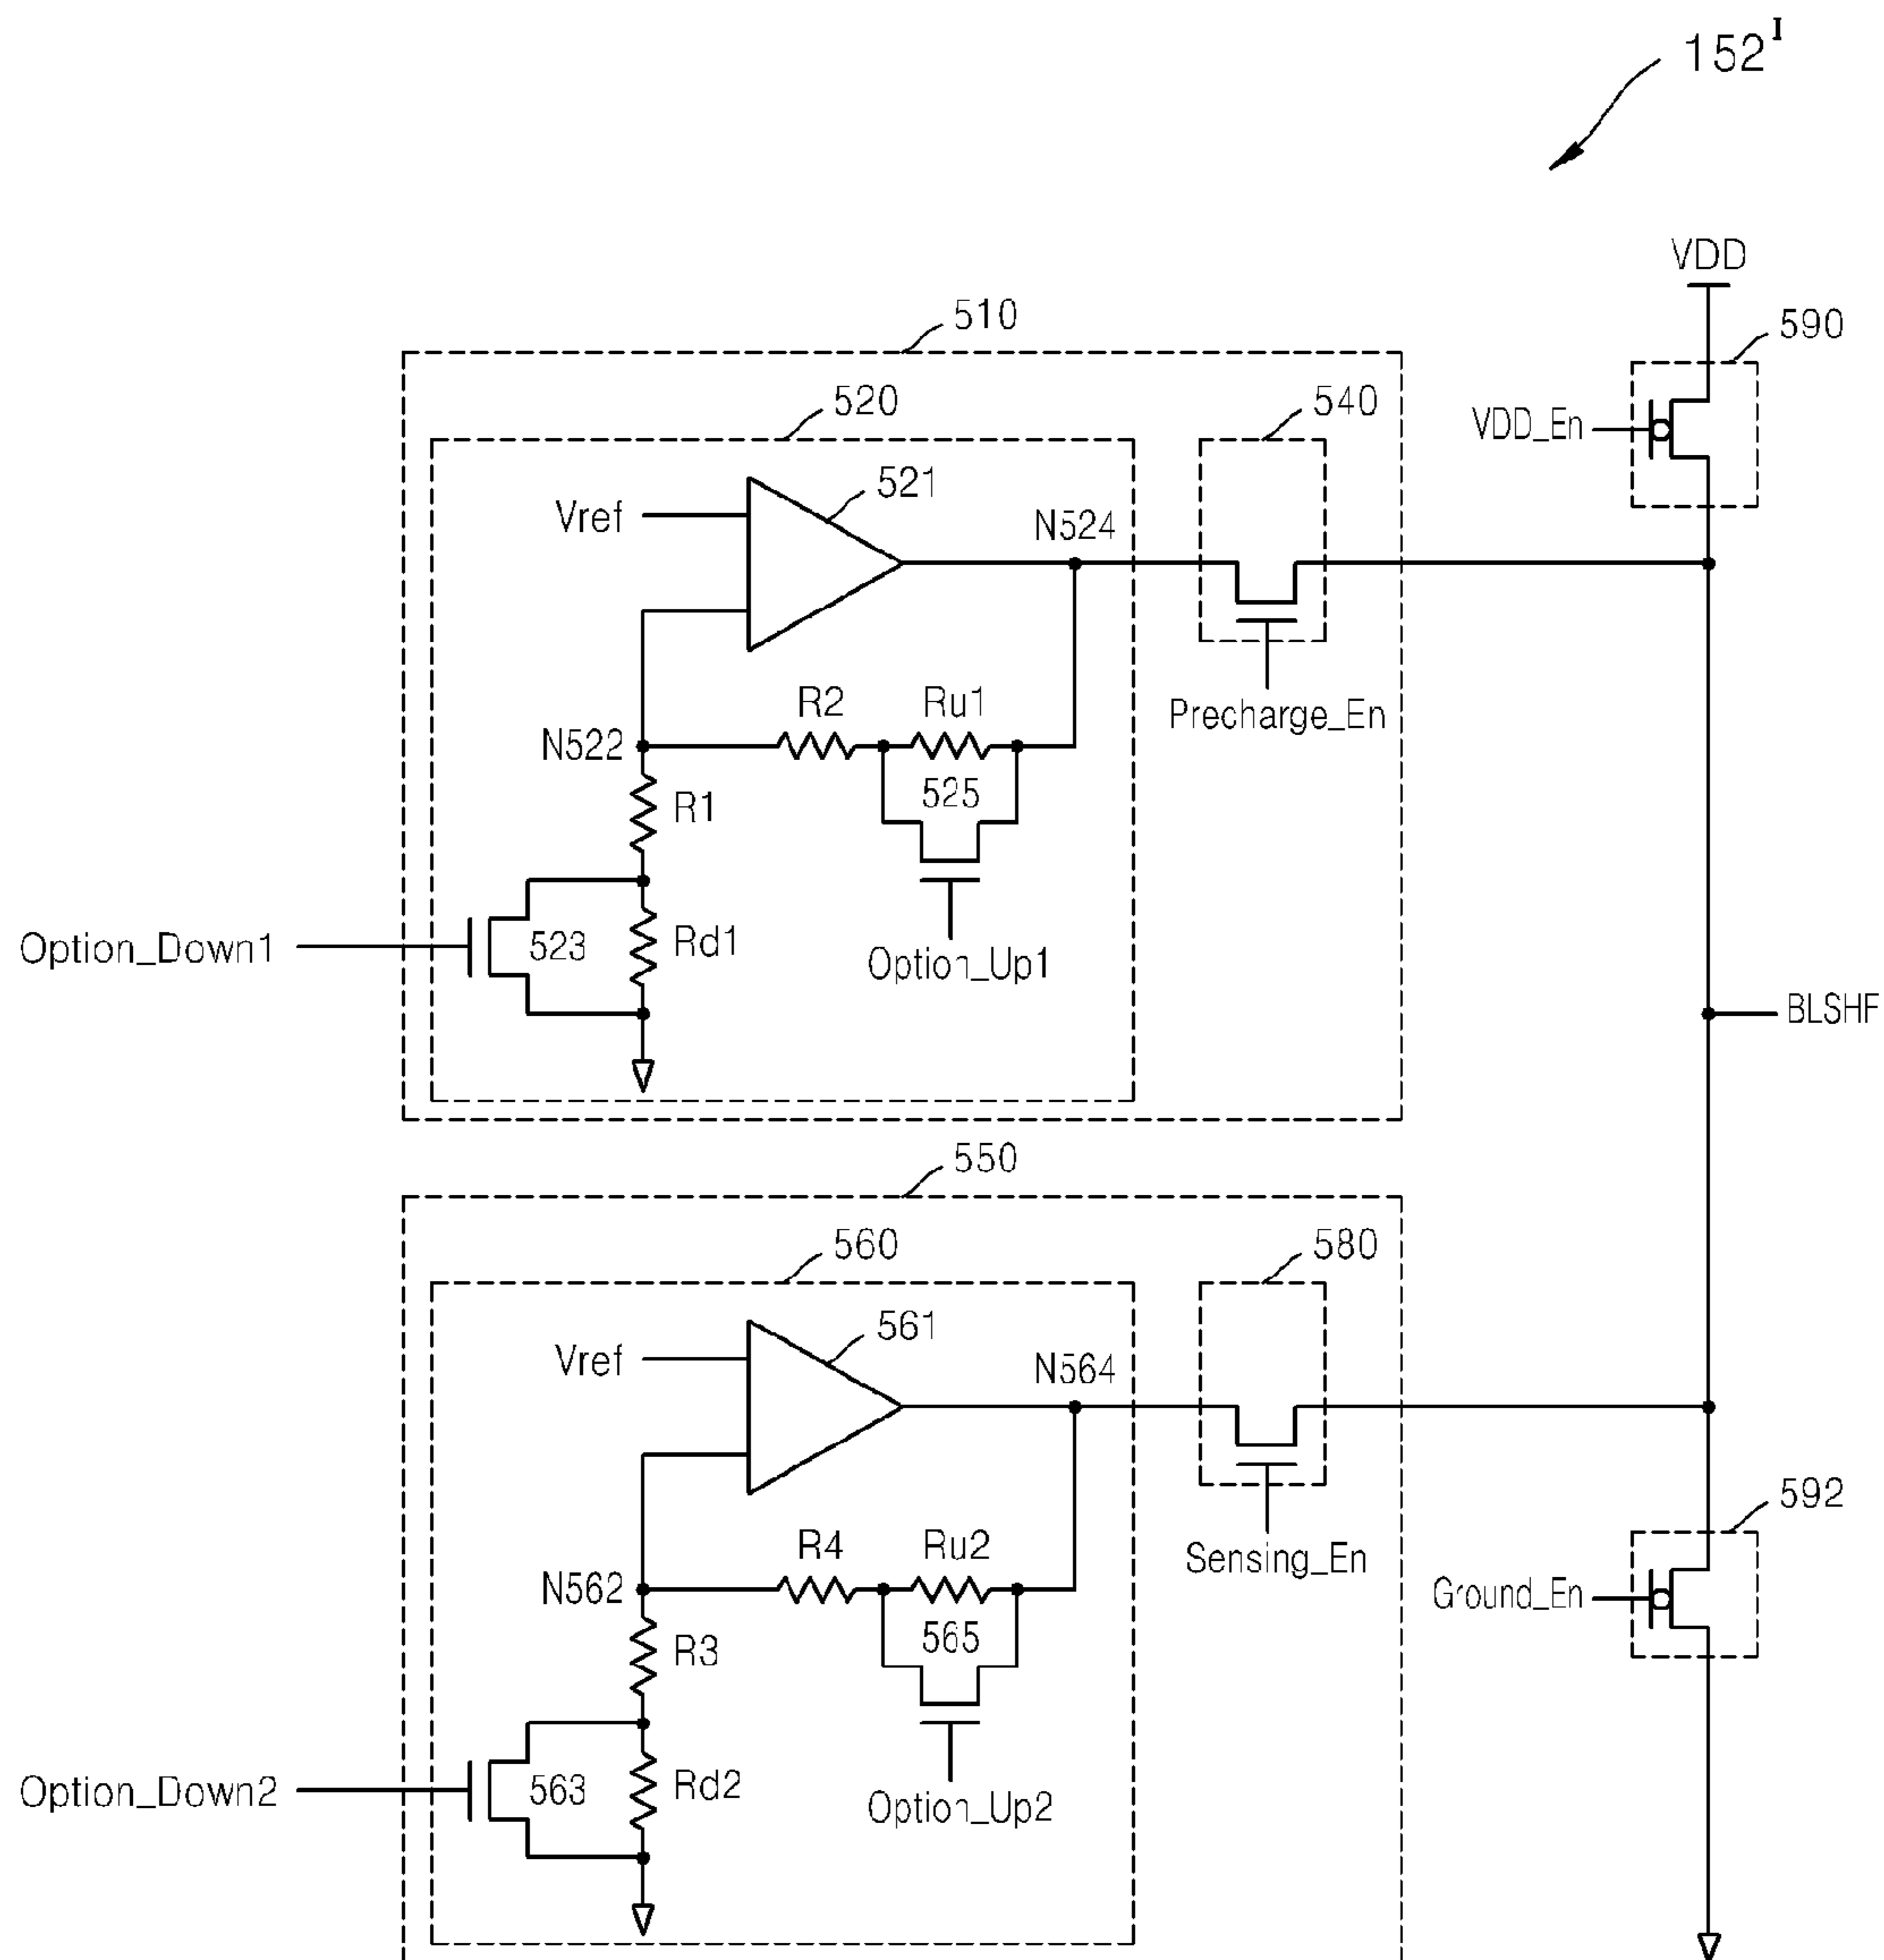 152I
VDD
510
590
520
540
VDD_En
521
Vref
N524
R2
Ru1
Precharge_En
N522
525
R1
Option_Down1
523
Rd1
Option_Up1
BLSHF
550
560
580
561
Vref
N564
592
R4
Ru2
Sensing_En
N562
Ground_En
565
R3
Option_Down2
563
Rd2
Option_Up2